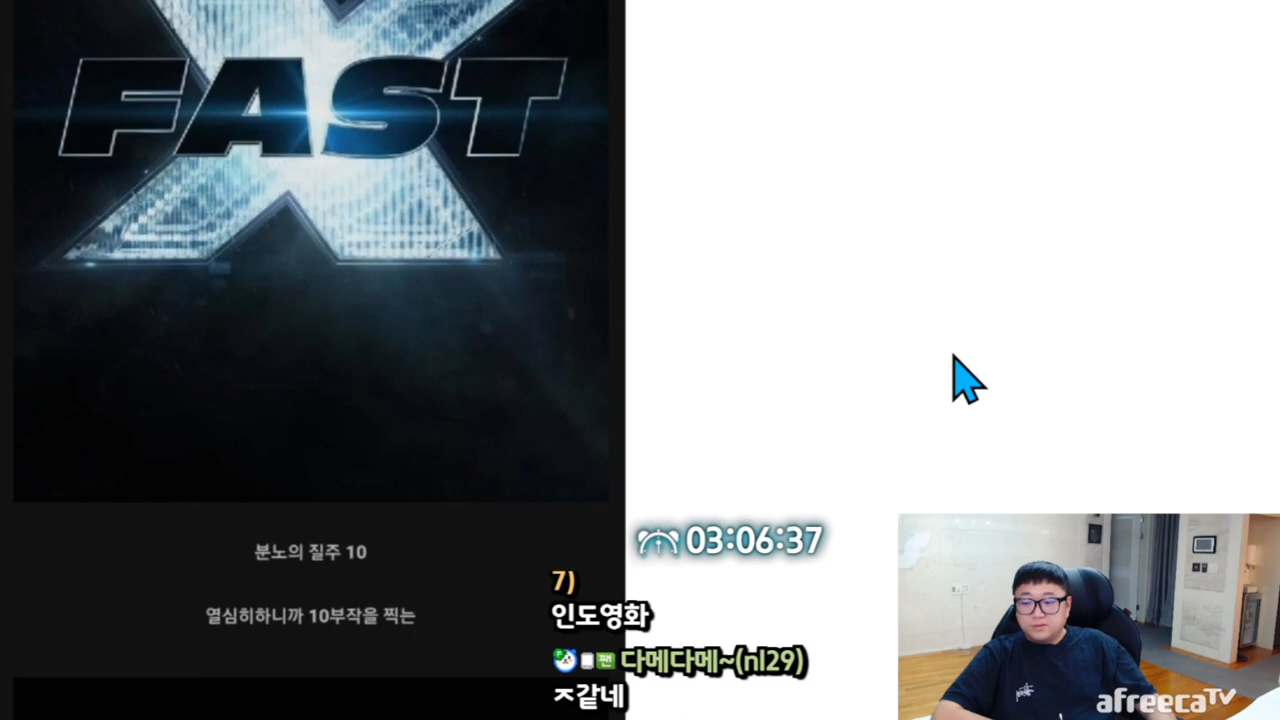 FAST
X
분노의 질주 10
열심히하니까 10부작을 찍는
03:06:37
7)
인도영화
팬 다메다메~(nl29)
ㅈ같네
afreecaTV